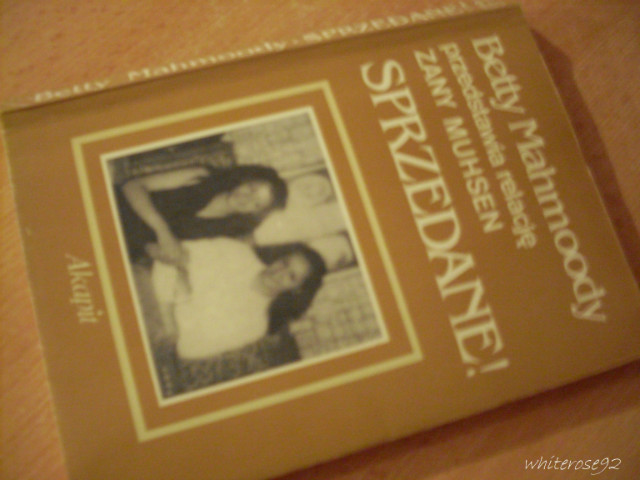 Betty Mahmoody
przedstawia relację
ZANY MUHSEN
SPRZEDANE!
Akapit
Betty Mahmoody · SPRZEDANE!
whiterose92